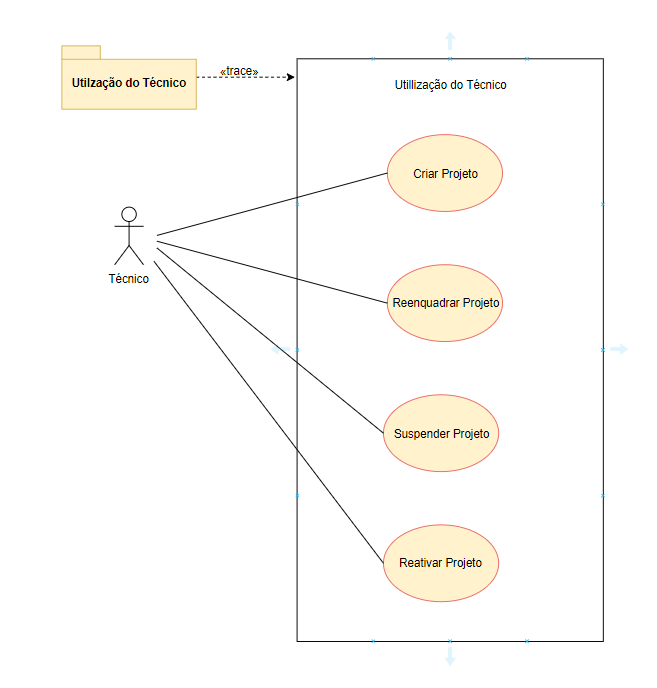 Utilzação do Técnico
«trace»
Utillização do Técnico
Criar Projeto
Técnico
Reenquadrar Projeto
Suspender Projeto
Reativar Projeto